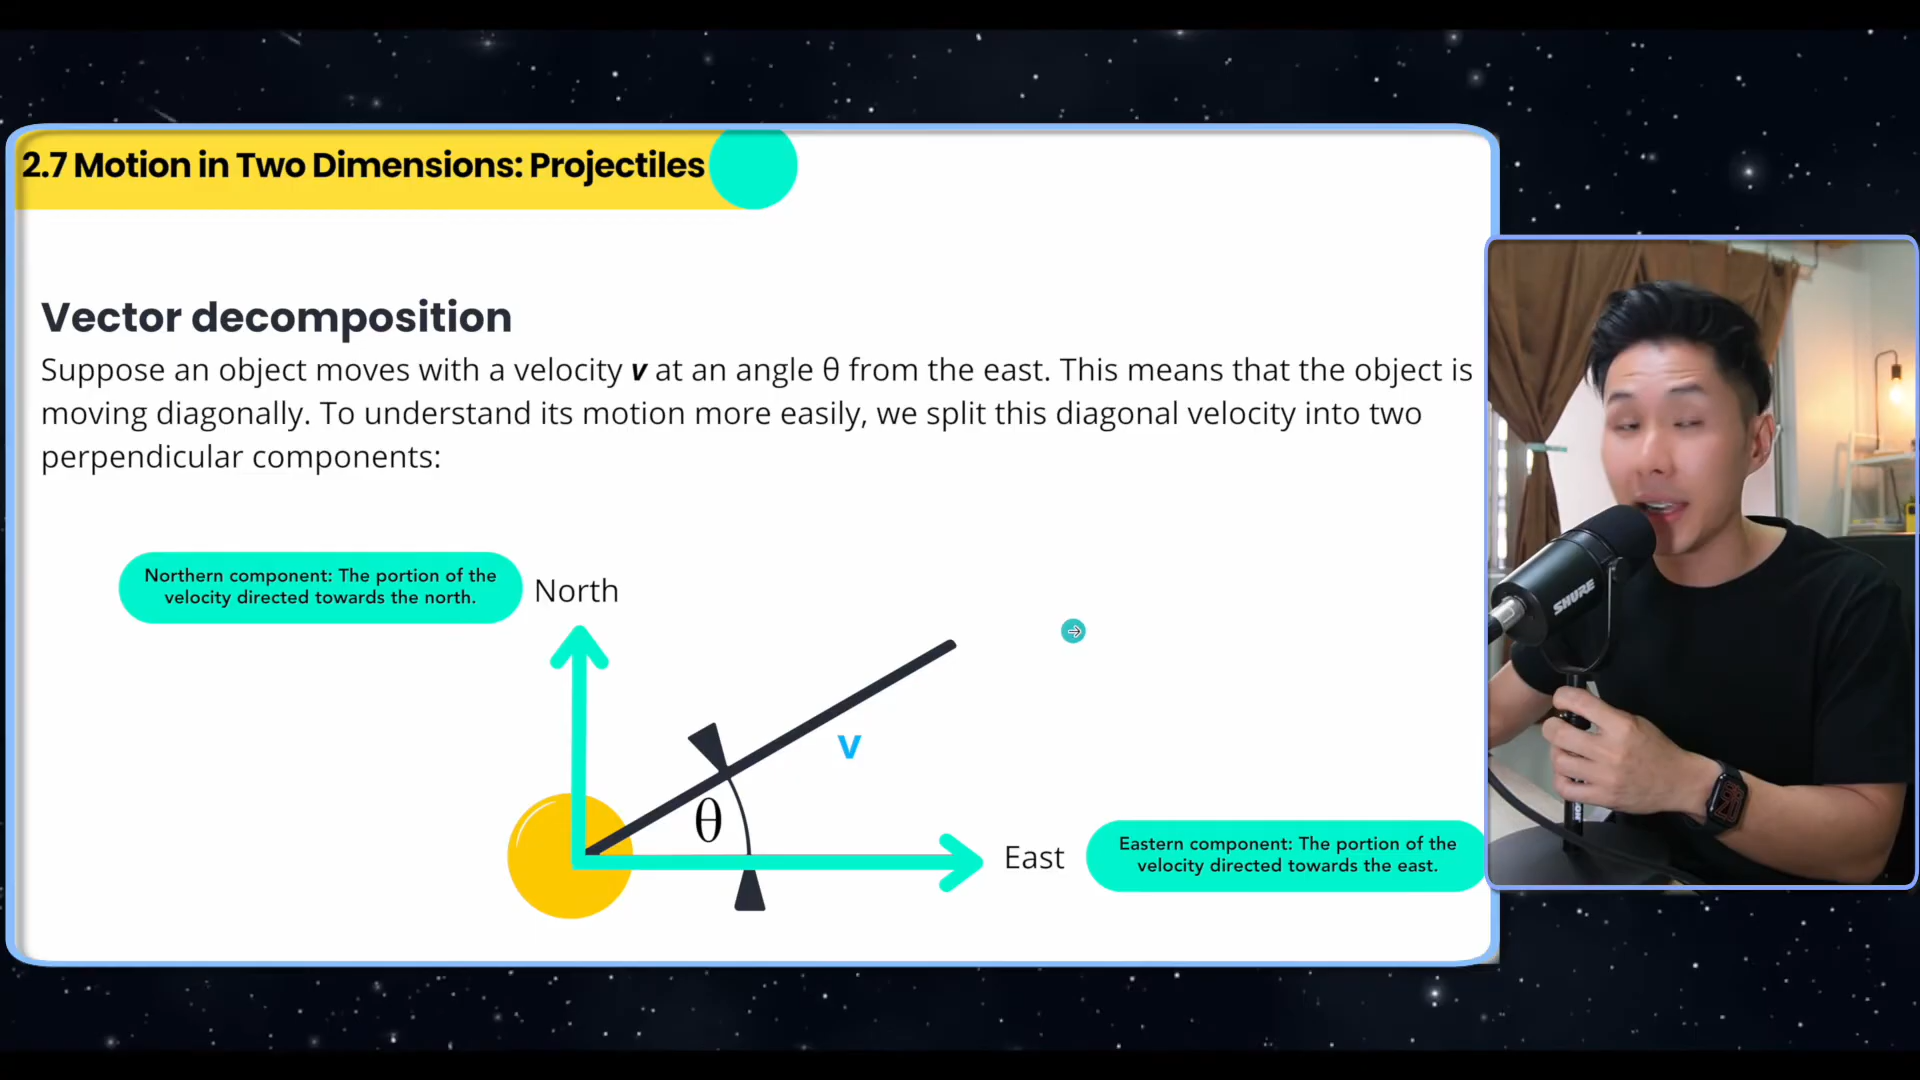 2.7 Motion in Two Dimensions: Projectiles
Vector decomposition
Suppose an object moves with a velocity v at an angle θ from the east. This means that the object is
moving diagonally. To understand its motion more easily, we split this diagonal velocity into two
perpendicular components:
Northern component: The portion of the
velocity directed towards the north.
North
v
θ
East
Eastern component: The portion of the
velocity directed towards the east.
SHURE